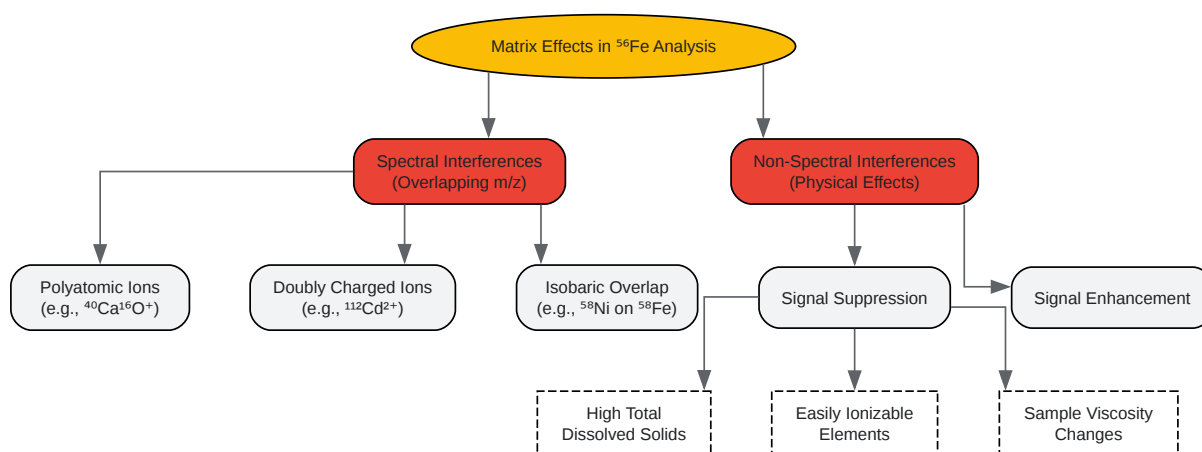 Matrix Effects in ⁵⁶Fe Analysis
Spectral Interferences
(Overlapping m/z)
Non-Spectral Interferences
(Physical Effects)
Polyatomic Ions
(e.g., ⁴⁰Ca¹⁶O⁺)
Doubly Charged Ions
(e.g., ¹¹²Cd²⁺)
Isobaric Overlap
(e.g., ⁵⁸Ni on ⁵⁸Fe)
Signal Suppression
Signal Enhancement
High Total
Dissolved Solids
Easily Ionizable
Elements
Sample Viscosity
Changes